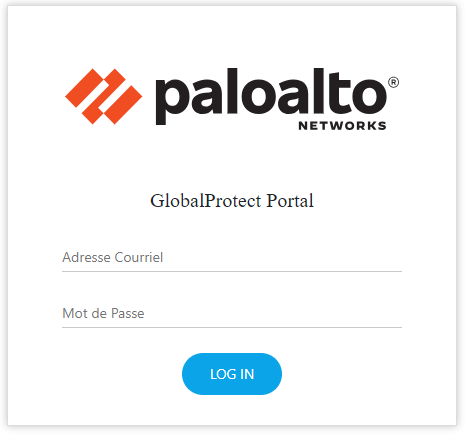 paloalto®
NETWORKS
GlobalProtect Portal
Adresse Courriel
Mot de Passe
LOG IN